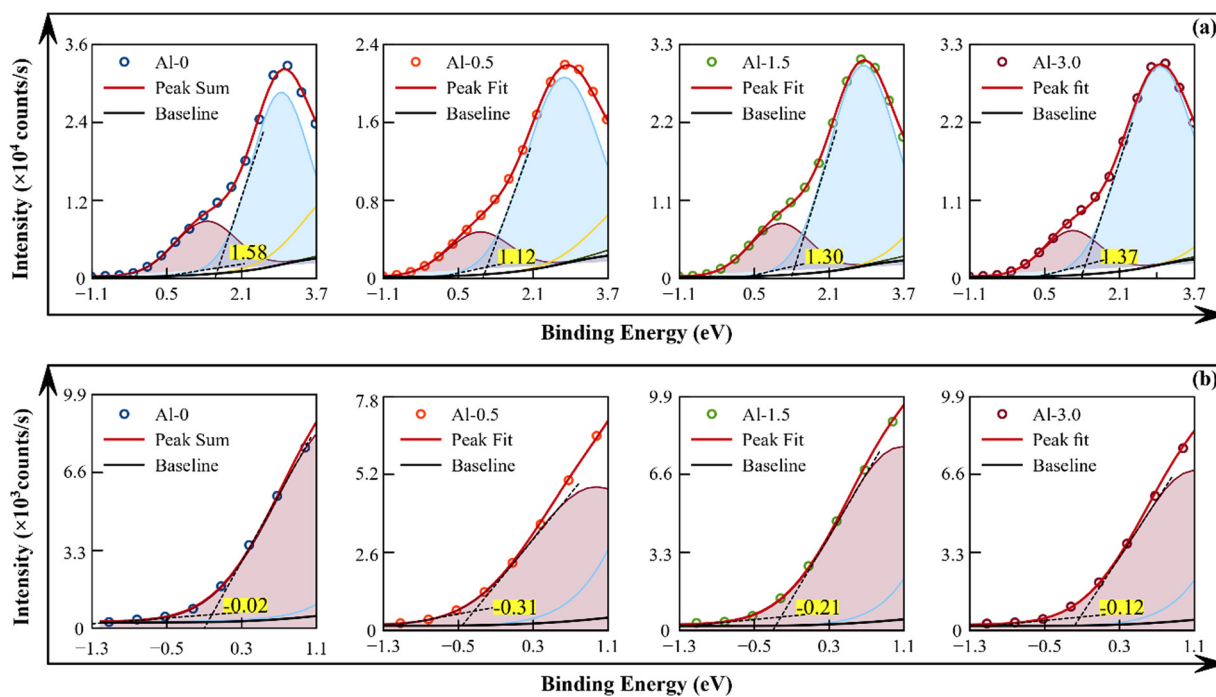 (a)
Intensity (×10⁴ counts/s)
3.6
2.4
1.2
0
Al-0
Peak Sum
Baseline
1.58
−1.1 0.5 2.1 3.7
2.4
1.6
0.8
0
Al-0.5
Peak Fit
Baseline
1.12
−1.1 0.5 2.1 3.7
3.3
2.2
1.1
0
Al-1.5
Peak Fit
Baseline
1.30
−1.1 0.5 2.1 3.7
3.3
2.2
1.1
0
Al-3.0
Peak fit
Baseline
1.37
−1.1 0.5 2.1 3.7
Binding Energy (eV)
(b)
Intensity (×10³ counts/s)
9.9
6.6
3.3
0
Al-0
Peak Sum
Baseline
-0.02
−1.3 −0.5 0.3 1.1
7.8
5.2
2.6
0
Al-0.5
Peak Fit
Baseline
-0.31
−1.3 −0.5 0.3 1.1
9.9
6.6
3.3
0
Al-1.5
Peak Fit
Baseline
-0.21
−1.3 −0.5 0.3 1.1
9.9
6.6
3.3
0
Al-3.0
Peak fit
Baseline
-0.12
−1.3 −0.5 0.3 1.1
Binding Energy (eV)